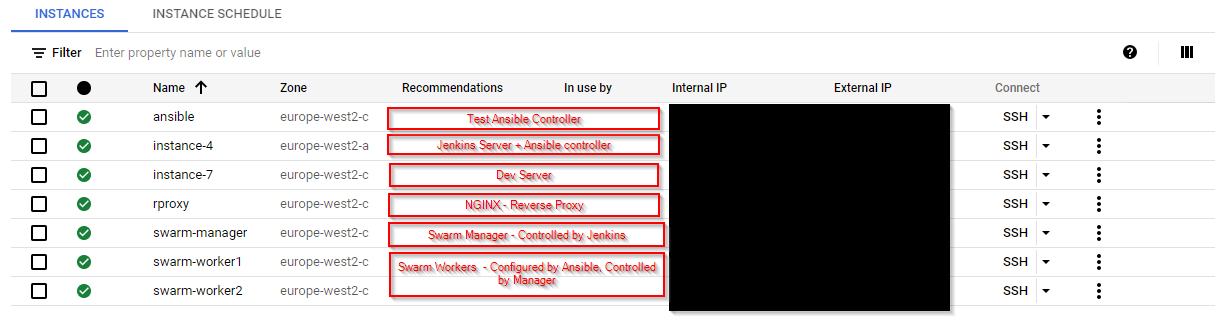 INSTANCES INSTANCE SCHEDULE
Filter Enter property name or value
Name Zone Recommendations In use by Internal IP External IP Connect
ansible europe-west2-c Test Ansible Controller SSH
instance-4 europe-west2-a Jenkins Server + Ansible controller SSH
instance-7 europe-west2-c Dev Server SSH
rproxy europe-west2-c NGINX - Reverse Proxy SSH
swarm-manager europe-west2-c Swarm Manager - Controlled by Jenkins SSH
swarm-worker1 europe-west2-c Swarm Workers - Configured by Ansible, Controlled SSH
by Manager
swarm-worker2 europe-west2-c SSH